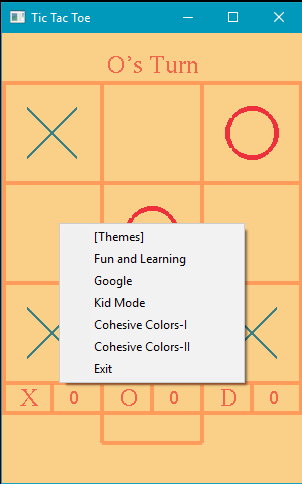 Tic Tac Toe
O's Turn
[Themes]
Fun and Learning
Google
Kid Mode
Cohesive Colors-I
Cohesive Colors-II
Exit
X 0 O 0 D 0